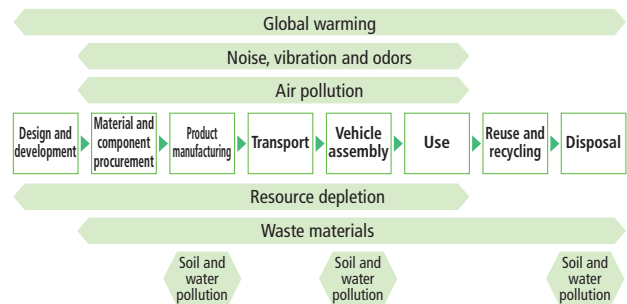 Global warming
Noise, vibration and odors
Air pollution
Design and
development
Material and
component
procurement
Product
manufacturing
Transport
Vehicle
assembly
Use
Reuse and
recycling
Disposal
Resource depletion
Waste materials
Soil and
water
pollution
Soil and
water
pollution
Soil and
water
pollution